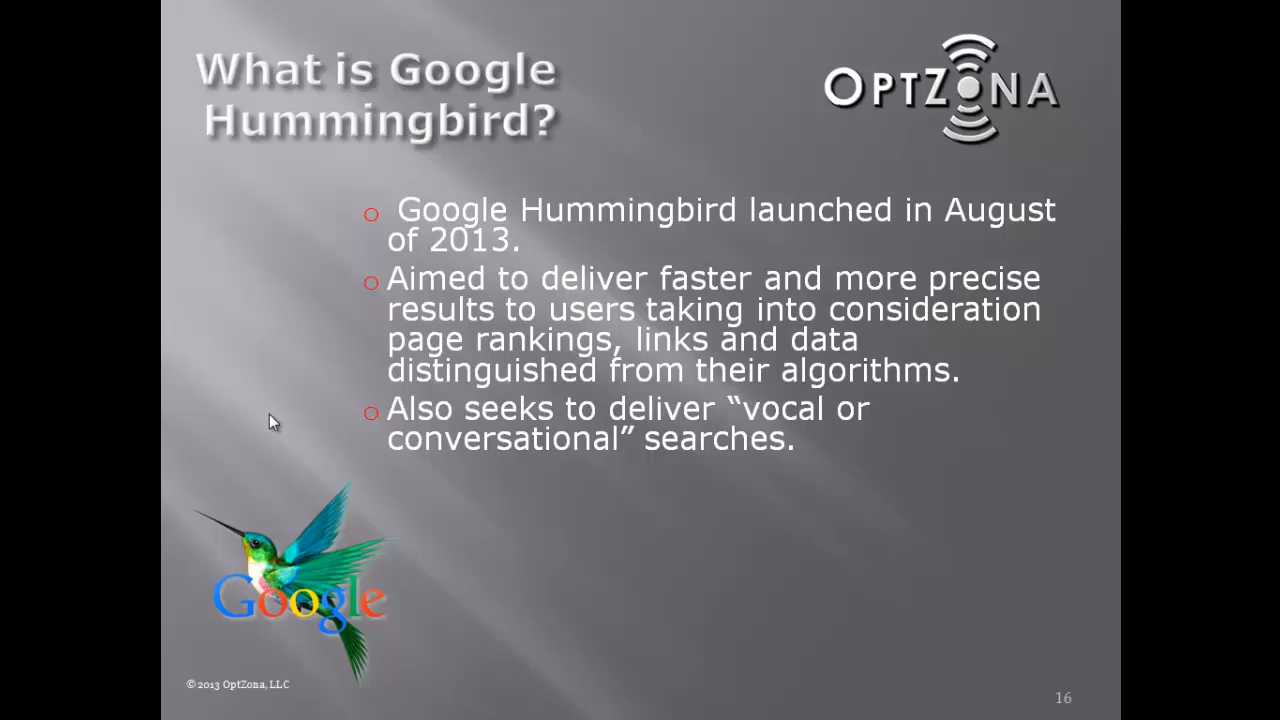 What is Google
Hummingbird?
OPTZONA
o Google Hummingbird launched in August
of 2013.
o Aimed to deliver faster and more precise
results to users taking into consideration
page rankings, links and data
distinguished from their algorithms.
o Also seeks to deliver “vocal or
conversational” searches.
Google
©2013 OptZona, LLC
16